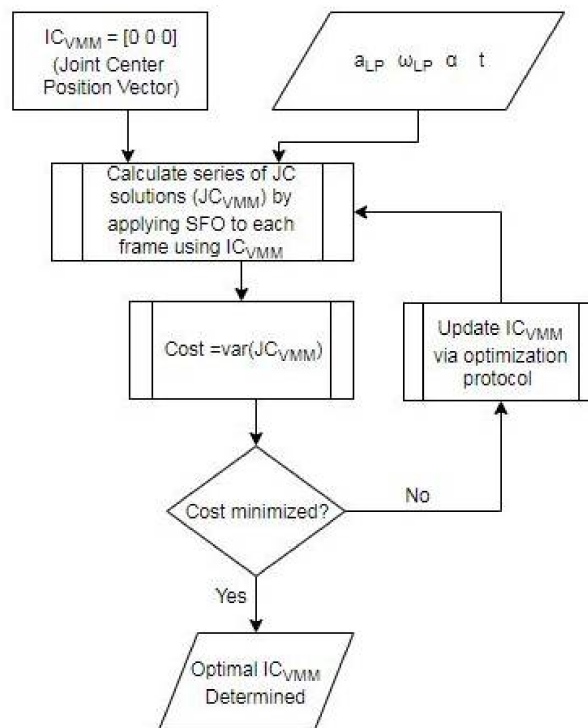 IC_VMM = [0 0 0]
(Joint Center
Position Vector)
a_LP ω_LP α t
Calculate series of JC
solutions (JC_VMM) by
applying SFO to each
frame using IC_VMM
Cost =var(JC_VMM)
Update IC_VMM
via optimization
protocol
Cost minimized?
No
Yes
Optimal IC_VMM
Determined